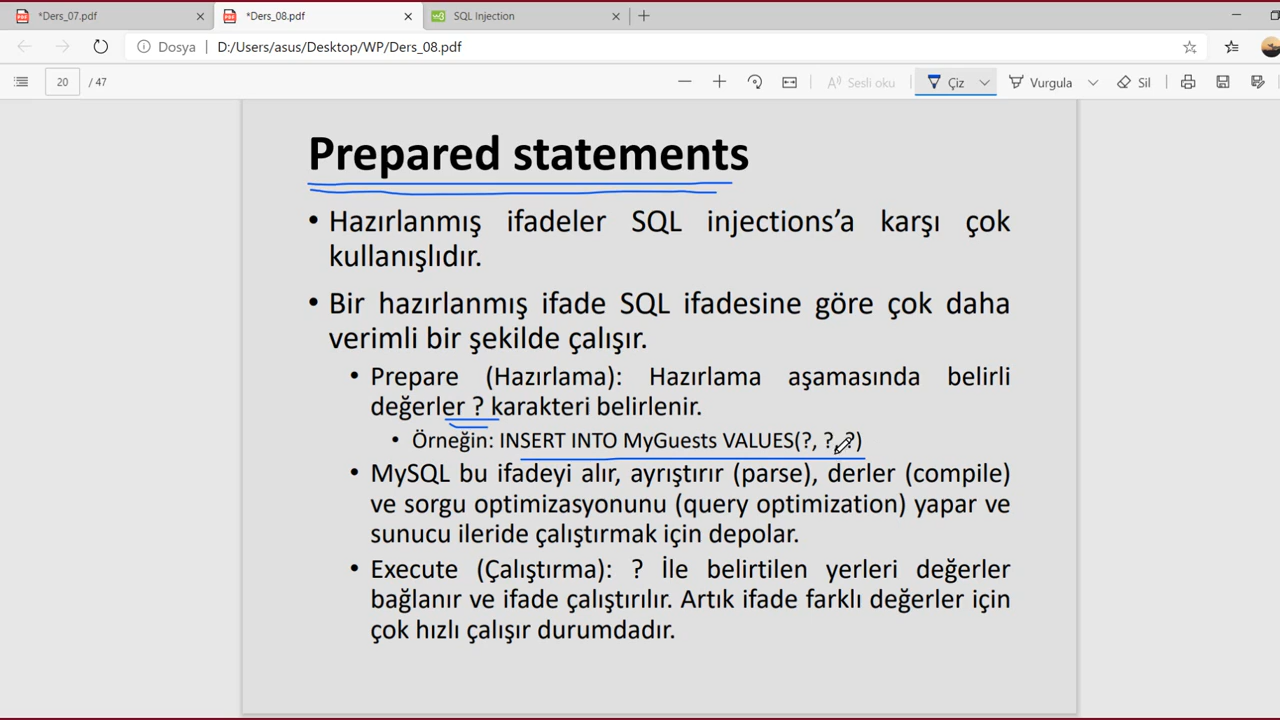 *Ders_07.pdf
*Ders_08.pdf
SQL Injection
Dosya
D:/Users/asus/Desktop/WP/Ders_08.pdf
20 / 47
Sesli oku
Çiz
Vurgula
Sil
Prepared statements
• Hazırlanmış ifadeler SQL injections’a karşı çok
kullanışlıdır.
• Bir hazırlanmış ifade SQL ifadesine göre çok daha
verimli bir şekilde çalışır.
• Prepare (Hazırlama): Hazırlama aşamasında belirli
değerler ? karakteri belirlenir.
• Örneğin: INSERT INTO MyGuests VALUES(?, ?, ?)
• MySQL bu ifadeyi alır, ayrıştırır (parse), derler (compile)
ve sorgu optimizasyonunu (query optimization) yapar ve
sunucu ileride çalıştırmak için depolar.
• Execute (Çalıştırma): ? İle belirtilen yerleri değerler
bağlanır ve ifade çalıştırılır. Artık ifade farklı değerler için
çok hızlı çalışır durumdadır.